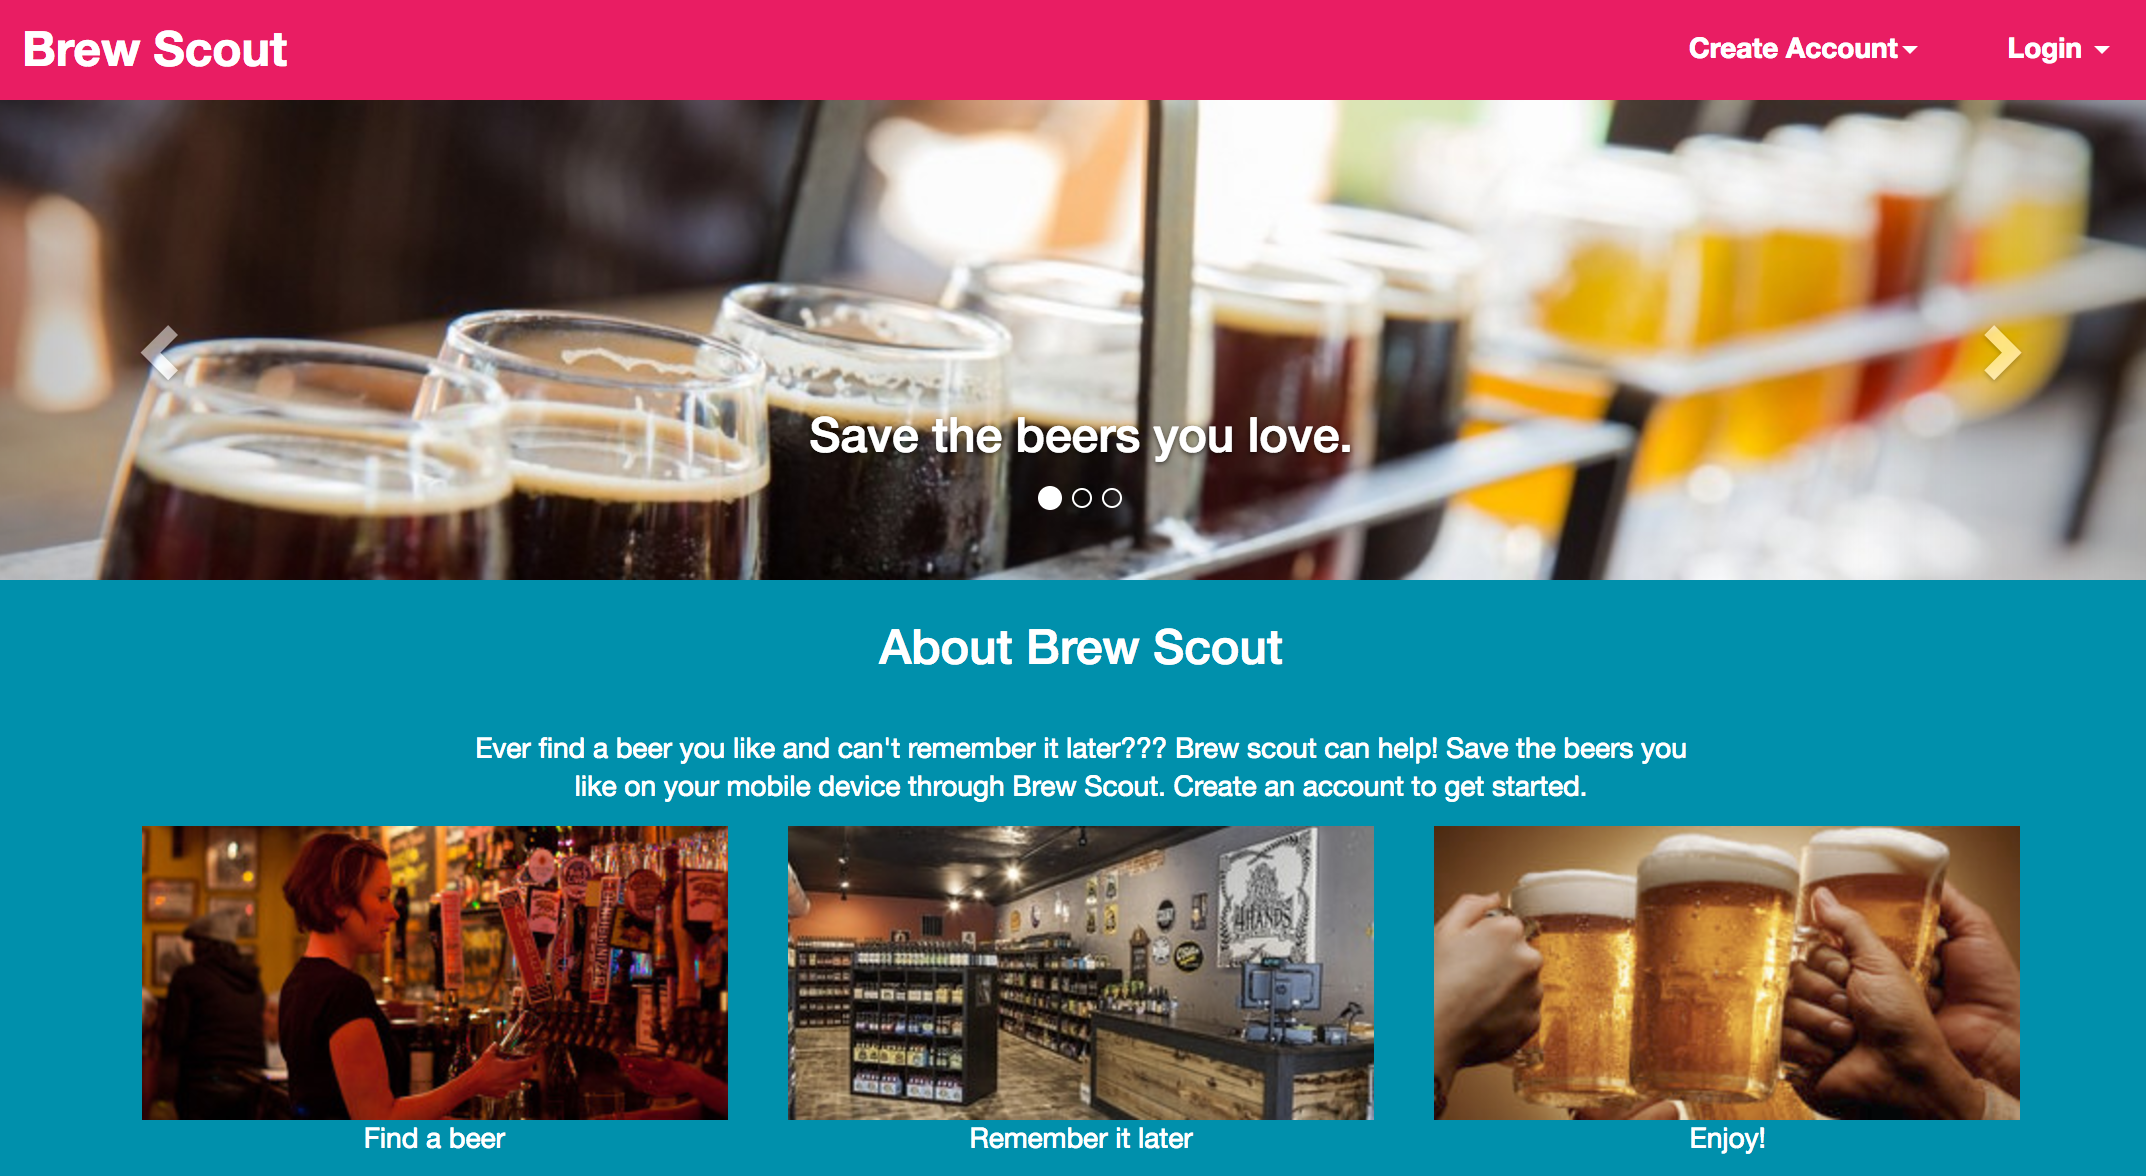 Brew Scout
Create Account
Login
Save the beers you love.
About Brew Scout
Ever find a beer you like and can't remember it later??? Brew scout can help! Save the beers you
like on your mobile device through Brew Scout. Create an account to get started.
4HANDS
Find a beer
Remember it later
Enjoy!